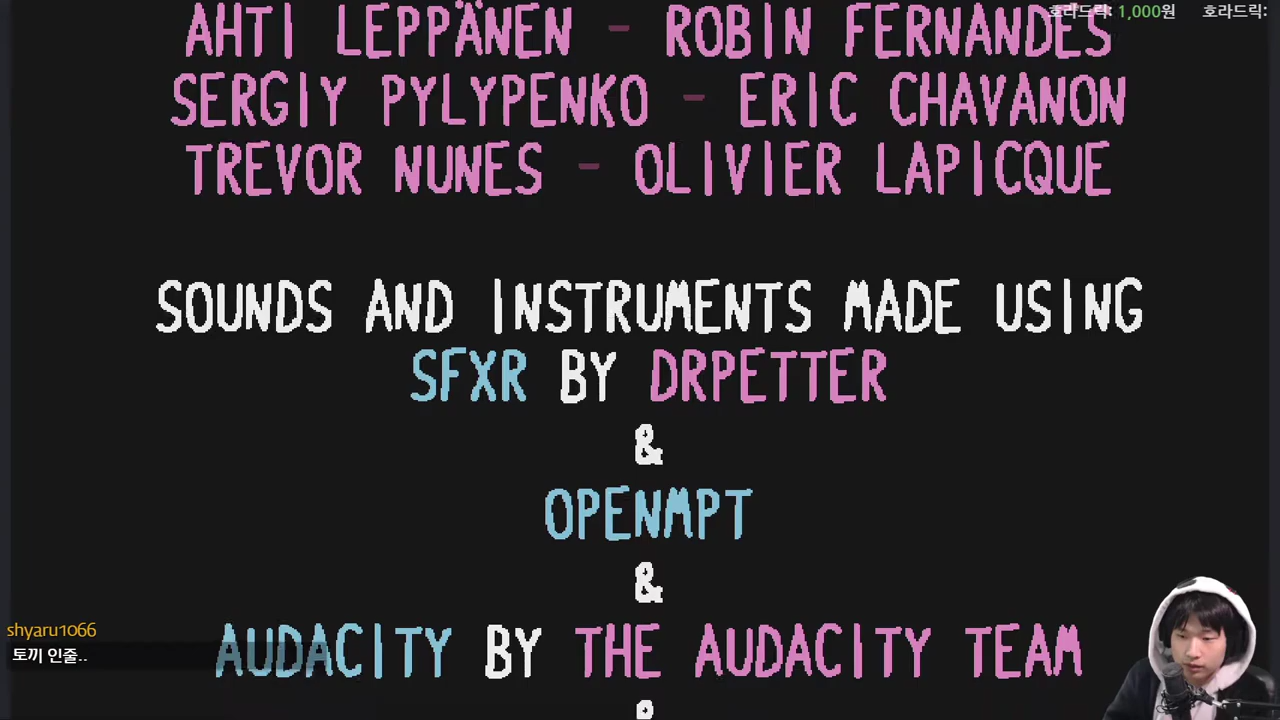 호라드릭: 1,000원 호라드릭:
AHTI LEPPÄNEN - ROBIN FERNANDES
SERGIY PYLYPENKO - ERIC CHAVANON
TREVOR NUNES - OLIVIER LAPICQUE
SOUNDS AND INSTRUMENTS MADE USING
SFXR BY DRPETTER
&
OPENMPT
&
AUDACITY BY THE AUDACITY TEAM
shyaru1066
토끼 인줄..